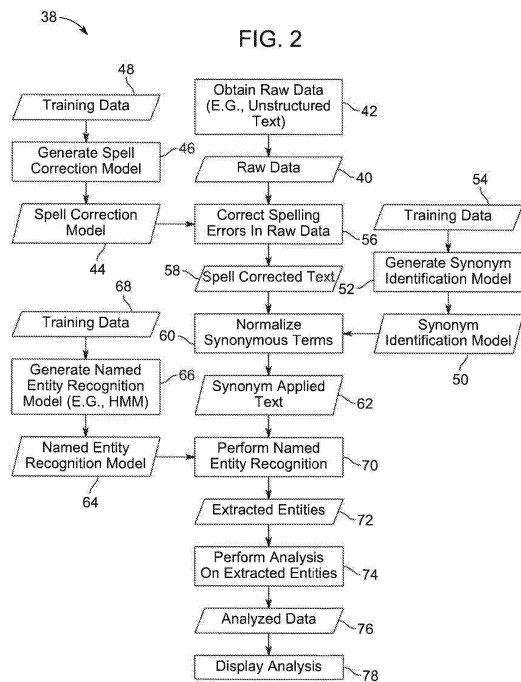 38
FIG. 2
48
Training Data
Generate Spell
Correction Model
46
Spell Correction
Model
44
Obtain Raw Data
(E.G., Unstructured
Text)
42
Raw Data
40
Correct Spelling
Errors In Raw Data
56
54
Training Data
Generate Synonym
Identification Model
52
Synonym
Identification Model
50
58
Spell Corrected Text
Normalize
Synonymous Terms
60
Synonym Applied
Text
62
68
Training Data
Generate Named
Entity Recognition
Model (E.G., HMM)
66
Named Entity
Recognition Model
64
Perform Named
Entity Recognition
70
Extracted Entities
72
Perform Analysis
On Extracted Entities
74
Analyzed Data
76
Display Analysis
78